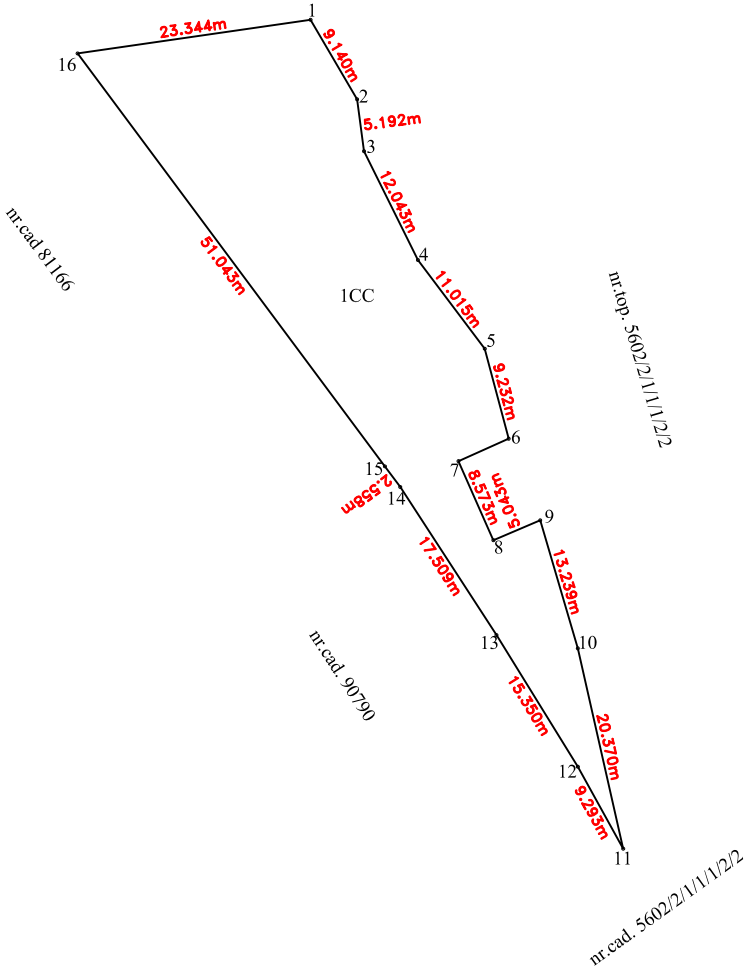 1
23.344m
16
9.140m
2
5.192m
3
12.043m
nr.cad 81166
51.043m
4
11.015m
1CC
nr.top. 5602/2/1/1/1/2/2
5
9.232m
6
7
15
2.558m
14
8.573m
5.043m
9
8
17.509m
13.239m
13
10
nr.cad. 90790
15.350m
20.370m
12
9.293m
11
nr.cad. 5602/2/1/1/1/2/2